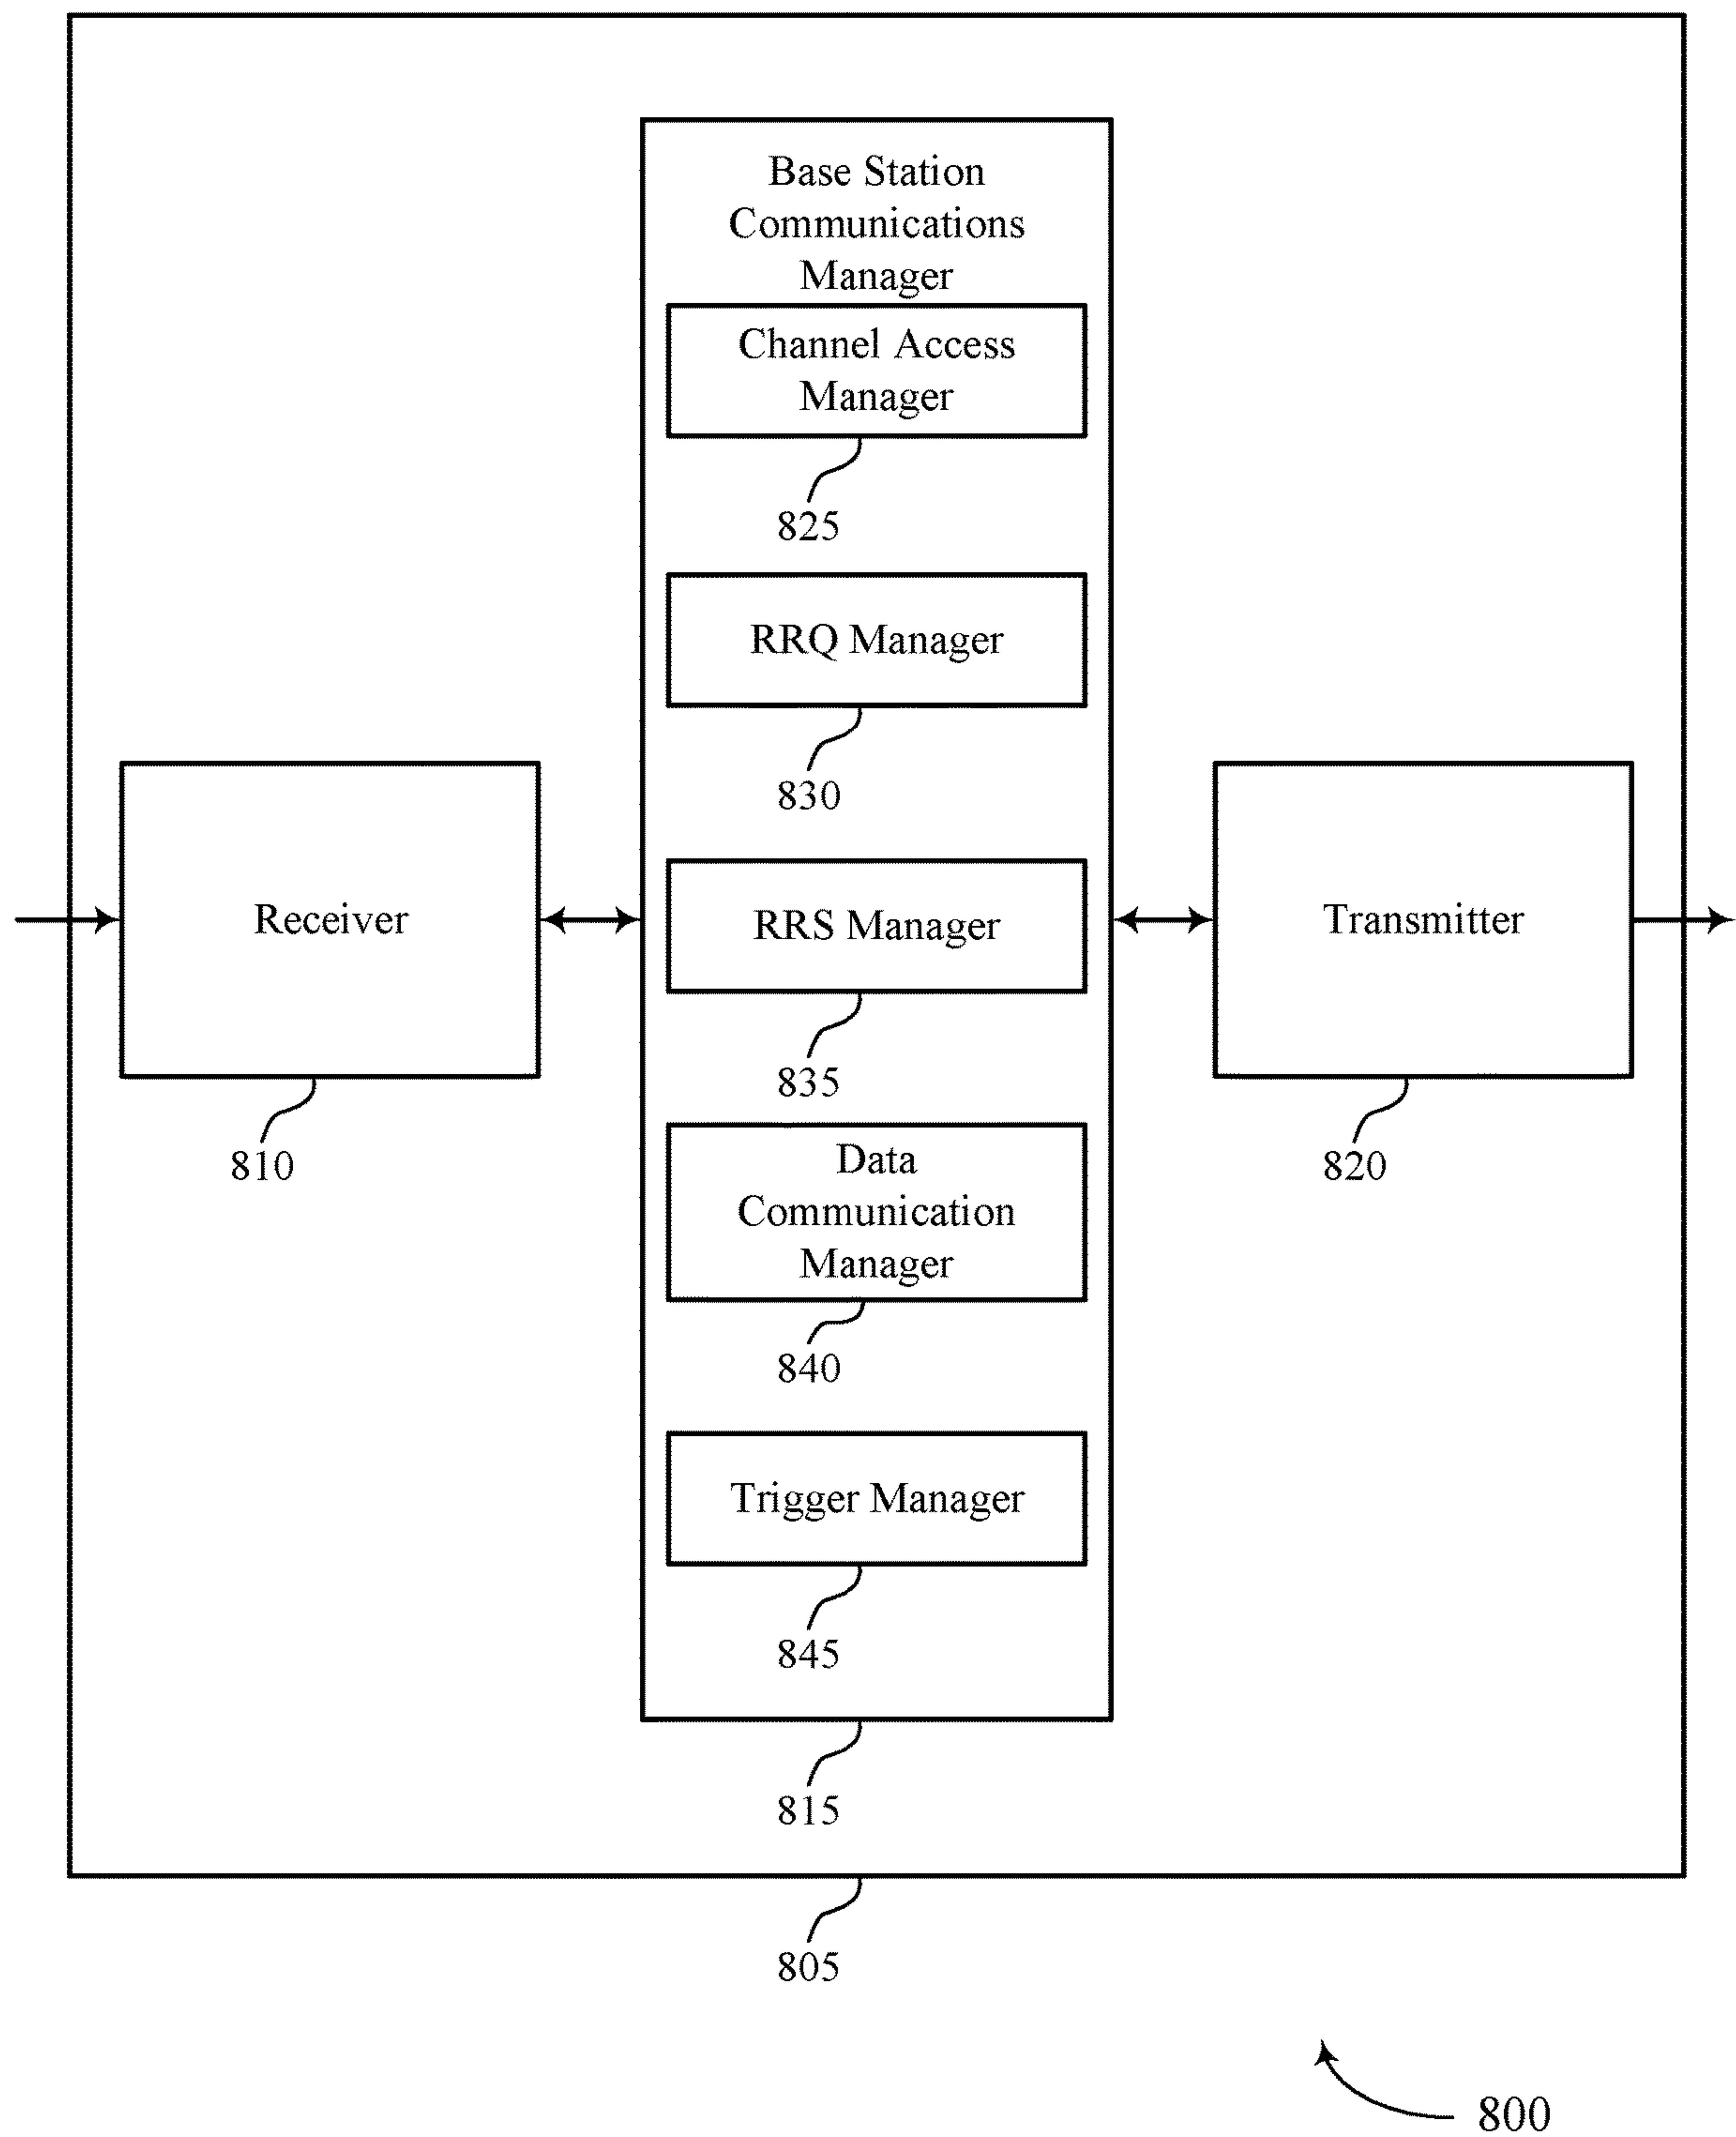 Base Station
Communications
Manager
Channel Access
Manager
825
RRQ Manager
830
Receiver
810
RRS Manager
835
Transmitter
820
Data
Communication
Manager
840
Trigger Manager
845
815
805
800